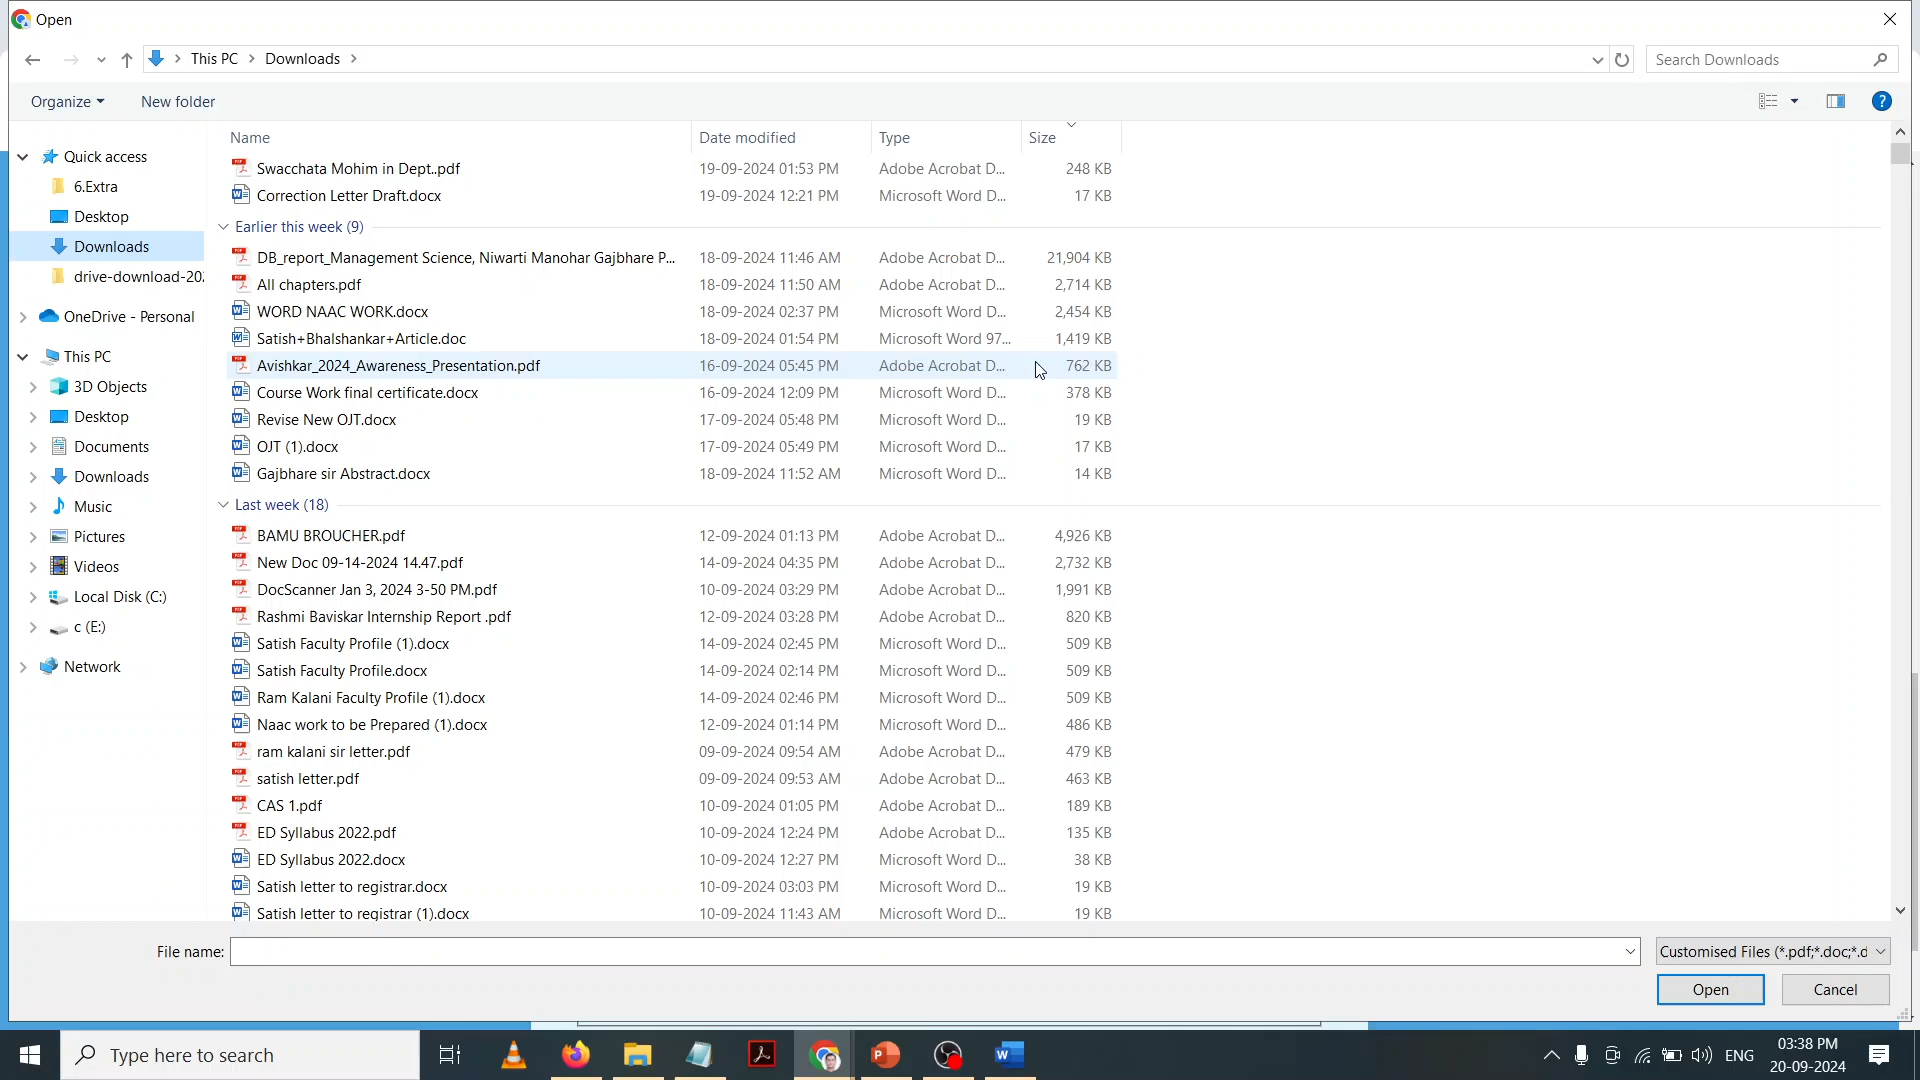 Open
This PC > Downloads >
Search Downloads
Organize
New folder
Name Date modified Type Size
Swacchata Mohim in Dept..pdf 19-09-2024 01:53 PM Adobe Acrobat D... 248 KB
Correction Letter Draft.docx 19-09-2024 12:21 PM Microsoft Word D... 17 KB
Earlier this week (9)
DB_report_Management Science, Niwarti Manohar Gajbhare P... 18-09-2024 11:46 AM Adobe Acrobat D... 21,904 KB
All chapters.pdf 18-09-2024 11:50 AM Adobe Acrobat D... 2,714 KB
WORD NAAC WORK.docx 18-09-2024 02:37 PM Microsoft Word D... 2,454 KB
Satish+Bhalshankar+Article.doc 18-09-2024 01:54 PM Microsoft Word 97... 1,419 KB
Avishkar_2024_Awareness_Presentation.pdf 16-09-2024 05:45 PM Adobe Acrobat D... 762 KB
Course Work final certificate.docx 16-09-2024 12:09 PM Microsoft Word D... 378 KB
Revise New OJT.docx 17-09-2024 05:48 PM Microsoft Word D... 19 KB
OJT (1).docx 17-09-2024 05:49 PM Microsoft Word D... 17 KB
Gajbhare sir Abstract.docx 18-09-2024 11:52 AM Microsoft Word D... 14 KB
Last week (18)
BAMU BROUCHER.pdf 12-09-2024 01:13 PM Adobe Acrobat D... 4,926 KB
New Doc 09-14-2024 14.47.pdf 14-09-2024 04:35 PM Adobe Acrobat D... 2,732 KB
DocScanner Jan 3, 2024 3-50 PM.pdf 10-09-2024 03:29 PM Adobe Acrobat D... 1,991 KB
Rashmi Baviskar Internship Report .pdf 12-09-2024 03:28 PM Adobe Acrobat D... 820 KB
Satish Faculty Profile (1).docx 14-09-2024 02:45 PM Microsoft Word D... 509 KB
Satish Faculty Profile.docx 14-09-2024 02:14 PM Microsoft Word D... 509 KB
Ram Kalani Faculty Profile (1).docx 14-09-2024 02:46 PM Microsoft Word D... 509 KB
Naac work to be Prepared (1).docx 12-09-2024 01:14 PM Microsoft Word D... 486 KB
ram kalani sir letter.pdf 09-09-2024 09:54 AM Adobe Acrobat D... 479 KB
satish letter.pdf 09-09-2024 09:53 AM Adobe Acrobat D... 463 KB
CAS 1.pdf 10-09-2024 01:05 PM Adobe Acrobat D... 189 KB
ED Syllabus 2022.pdf 10-09-2024 12:24 PM Adobe Acrobat D... 135 KB
ED Syllabus 2022.docx 10-09-2024 12:27 PM Microsoft Word D... 38 KB
Satish letter to registrar.docx 10-09-2024 03:03 PM Microsoft Word D... 19 KB
Satish letter to registrar (1).docx 10-09-2024 11:43 AM Microsoft Word D... 19 KB
Quick access
6.Extra
Desktop
Downloads
drive-download-202
OneDrive - Personal
This PC
3D Objects
Desktop
Documents
Downloads
Music
Pictures
Videos
Local Disk (C:)
c (E:)
Network
File name:
Customised Files (*.pdf;*.doc;*.d
Open
Cancel
Type here to search
ENG
03:38 PM
20-09-2024